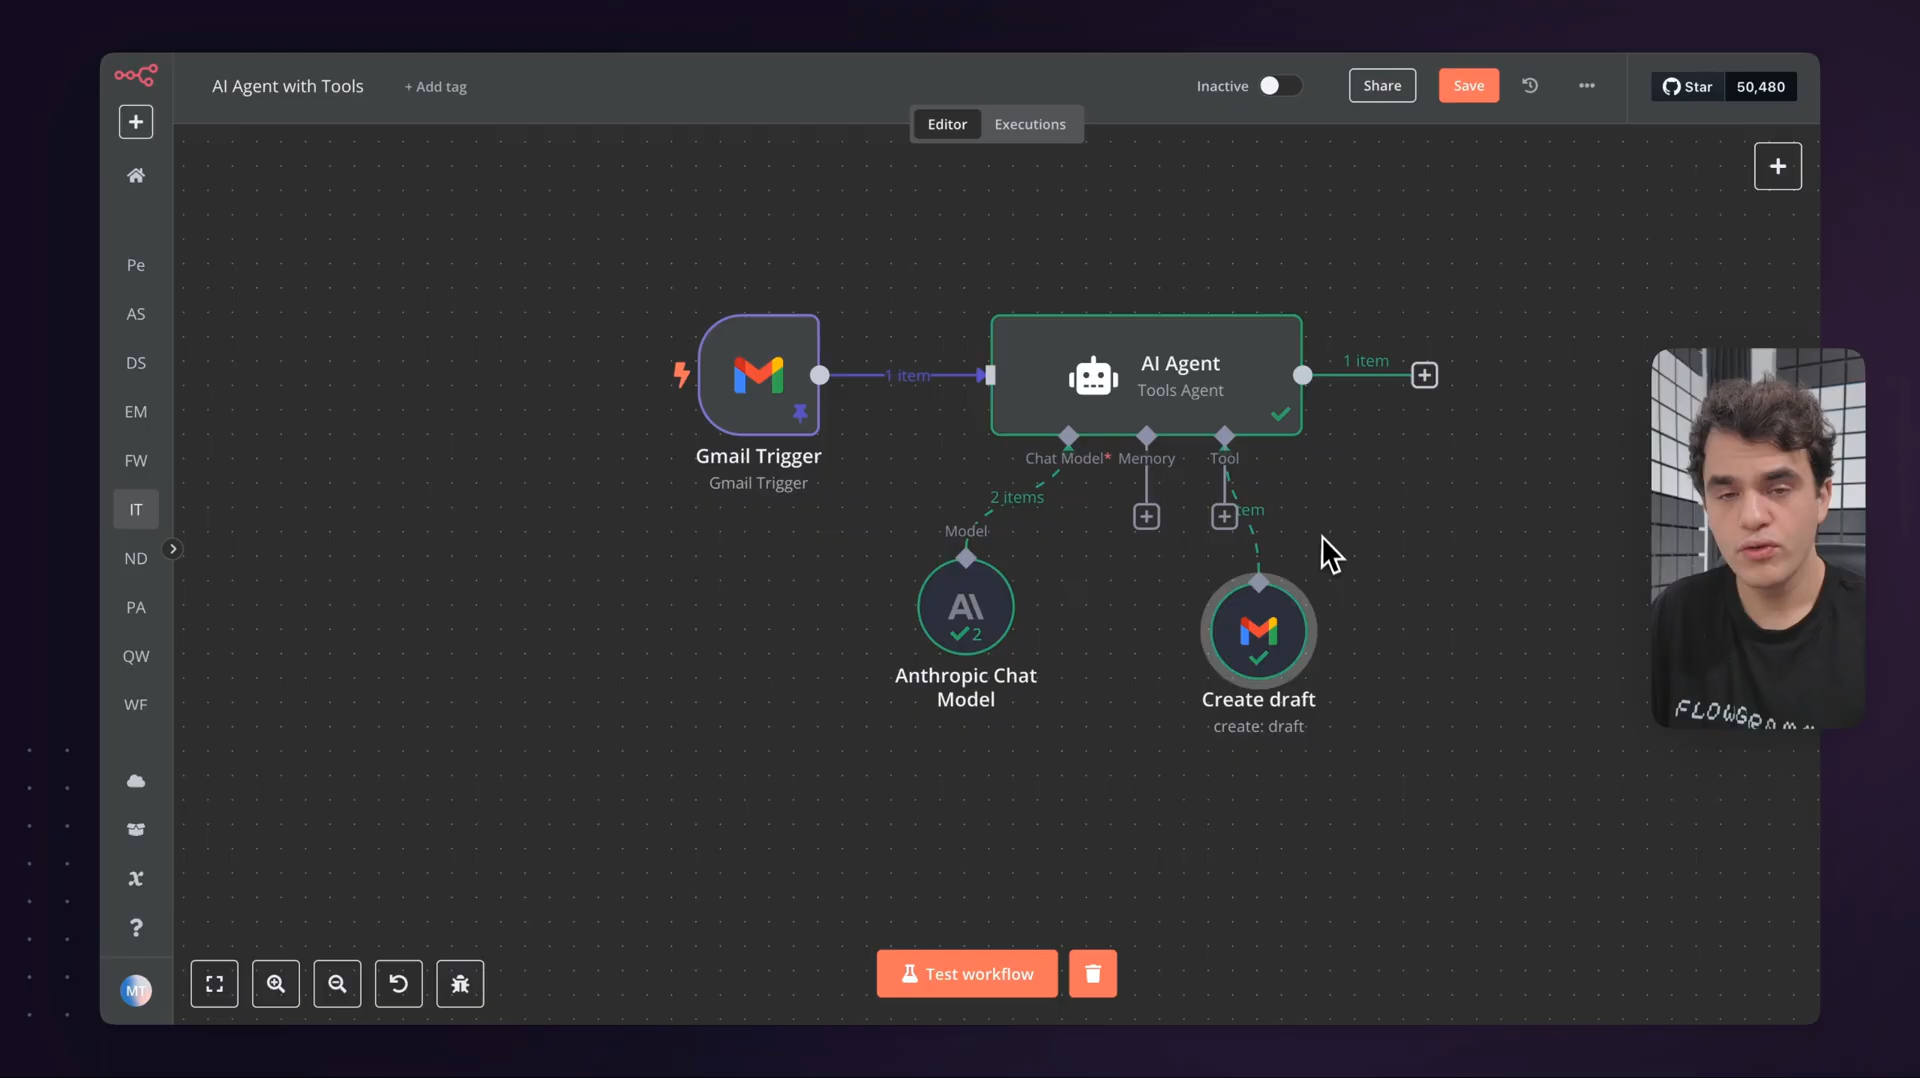 AI Agent with Tools
+ Add tag
Inactive
Share
Save
Star
50,480
Editor
Executions
Pe
AS
DS
EM
FW
IT
ND
PA
QW
WF
MT
1 item
AI Agent
Tools Agent
1 item
Gmail Trigger
Gmail Trigger
Chat Model*
Memory
Tool
2 items
Model
AI
2
Anthropic Chat
Model
Create draft
create: draft
Test workflow